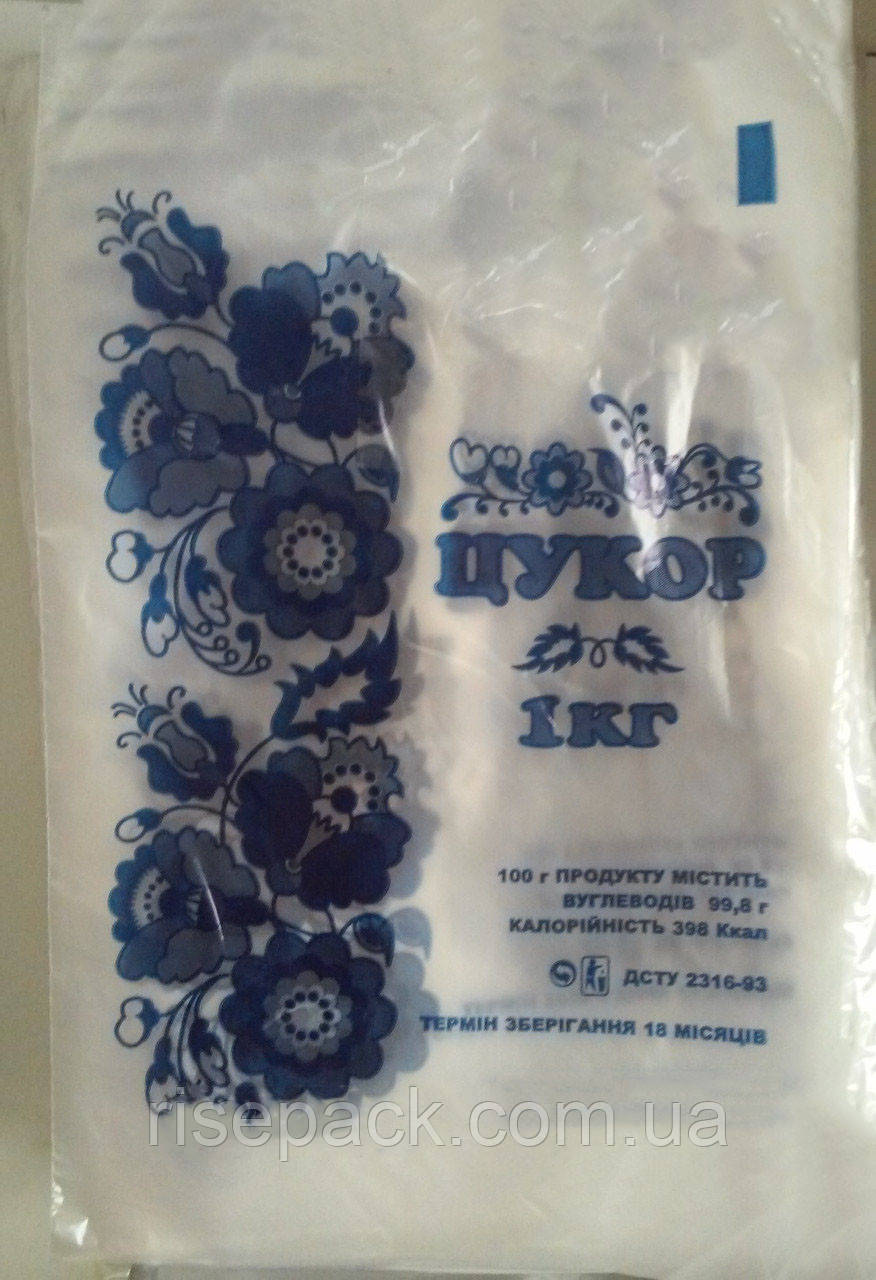 ЦУКОР
1кг
100 г ПРОДУКТУ МІСТИТЬ
ВУГЛЕВОДІВ 99,8 г
КАЛОРІЙНІСТЬ 398 Ккал
ДСТУ 2316-93
ТЕРМІН ЗБЕРІГАННЯ 18 МІСЯЦІВ
risepack.com.ua